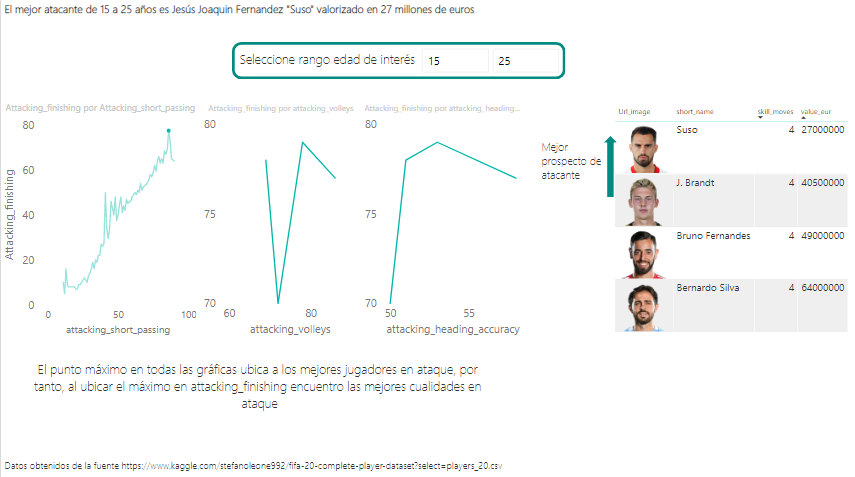 El mejor atacante de 15 a 25 años es Jesús Joaquin Fernandez "Suso" valorizado en 27 millones de euros
Seleccione rango edad de interés 15 25
Attacking_finishing por Attacking_short_passing
80
60
40
20
0
Attacking_finishing
0 50 100
attacking_short_passing
Attacking_finishing por attacking_volleys
80
75
70
60 80
attacking_volleys
Attacking_finishing por attacking_heading...
80
75
70
50 55
attacking_heading_accuracy
Mejor
prospecto de
atacante
Url_image short_name skill_moves value_eur
Suso 4 27000000
J. Brandt 4 40500000
Bruno Fernandes 4 49000000
Bernardo Silva 4 64000000
El punto máximo en todas las gráficas ubica a los mejores jugadores en ataque, por
tanto, al ubicar el máximo en attacking_finishing encuentro las mejores cualidades en
ataque
Datos obtenidos de la fuente https://www.kaggle.com/stefanoleone992/fifa-20-complete-player-dataset?select=players_20.csv